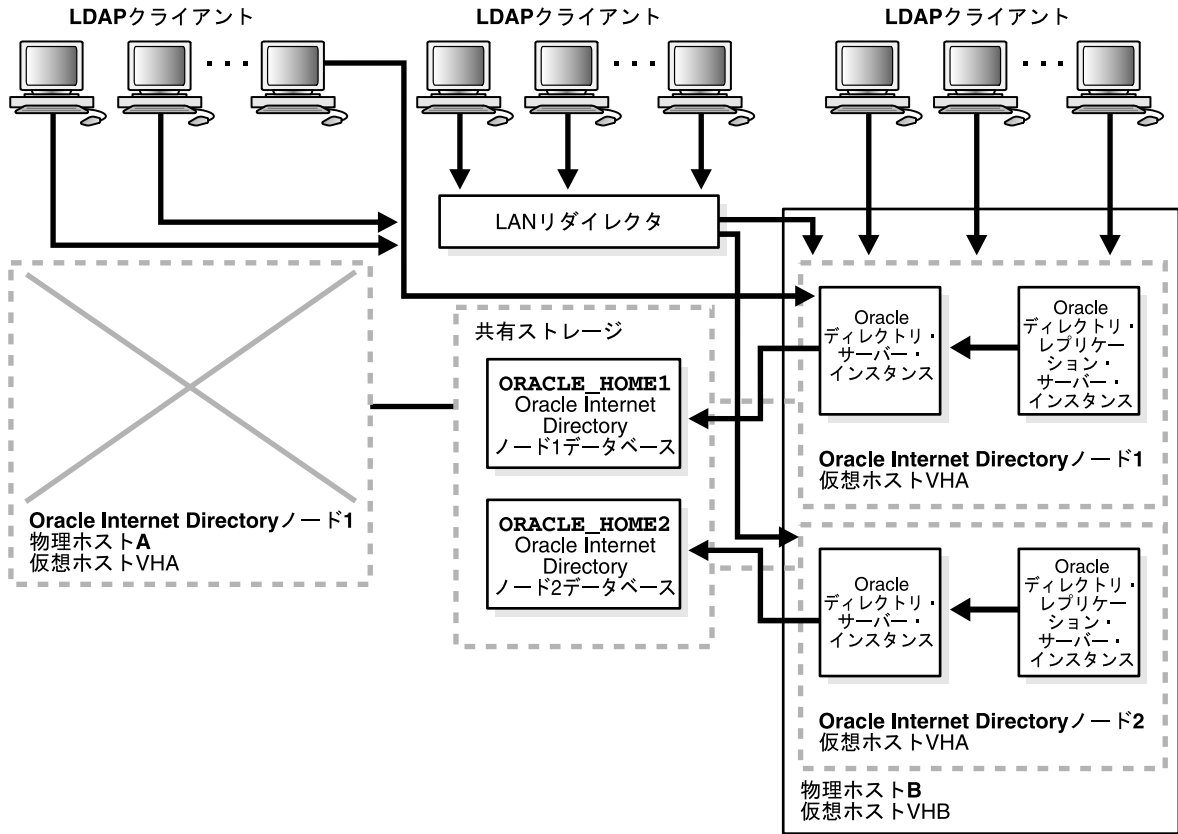 LDAPクライアント
LDAPクライアント
LDAPクライアント
LANリダイレクタ
共有ストレージ
ORACLE_HOME1
Oracle Internet
Directory
ノード1データベース
ORACLE_HOME2
Oracle Internet
Directory
ノード2データベース
Oracle Internet Directoryノード1
物理ホストA
仮想ホストVHA
Oracle
ディレクトリ・
サーバー・
インスタンス
Oracle
ディレクトリ・
レプリケー
ション・
サーバー・
インスタンス
Oracle Internet Directoryノード1
仮想ホストVHA
Oracle
ディレクトリ・
サーバー・
インスタンス
Oracle
ディレクトリ・
レプリケー
ション・
サーバー・
インスタンス
Oracle Internet Directoryノード2
仮想ホストVHA
物理ホストB
仮想ホストVHB